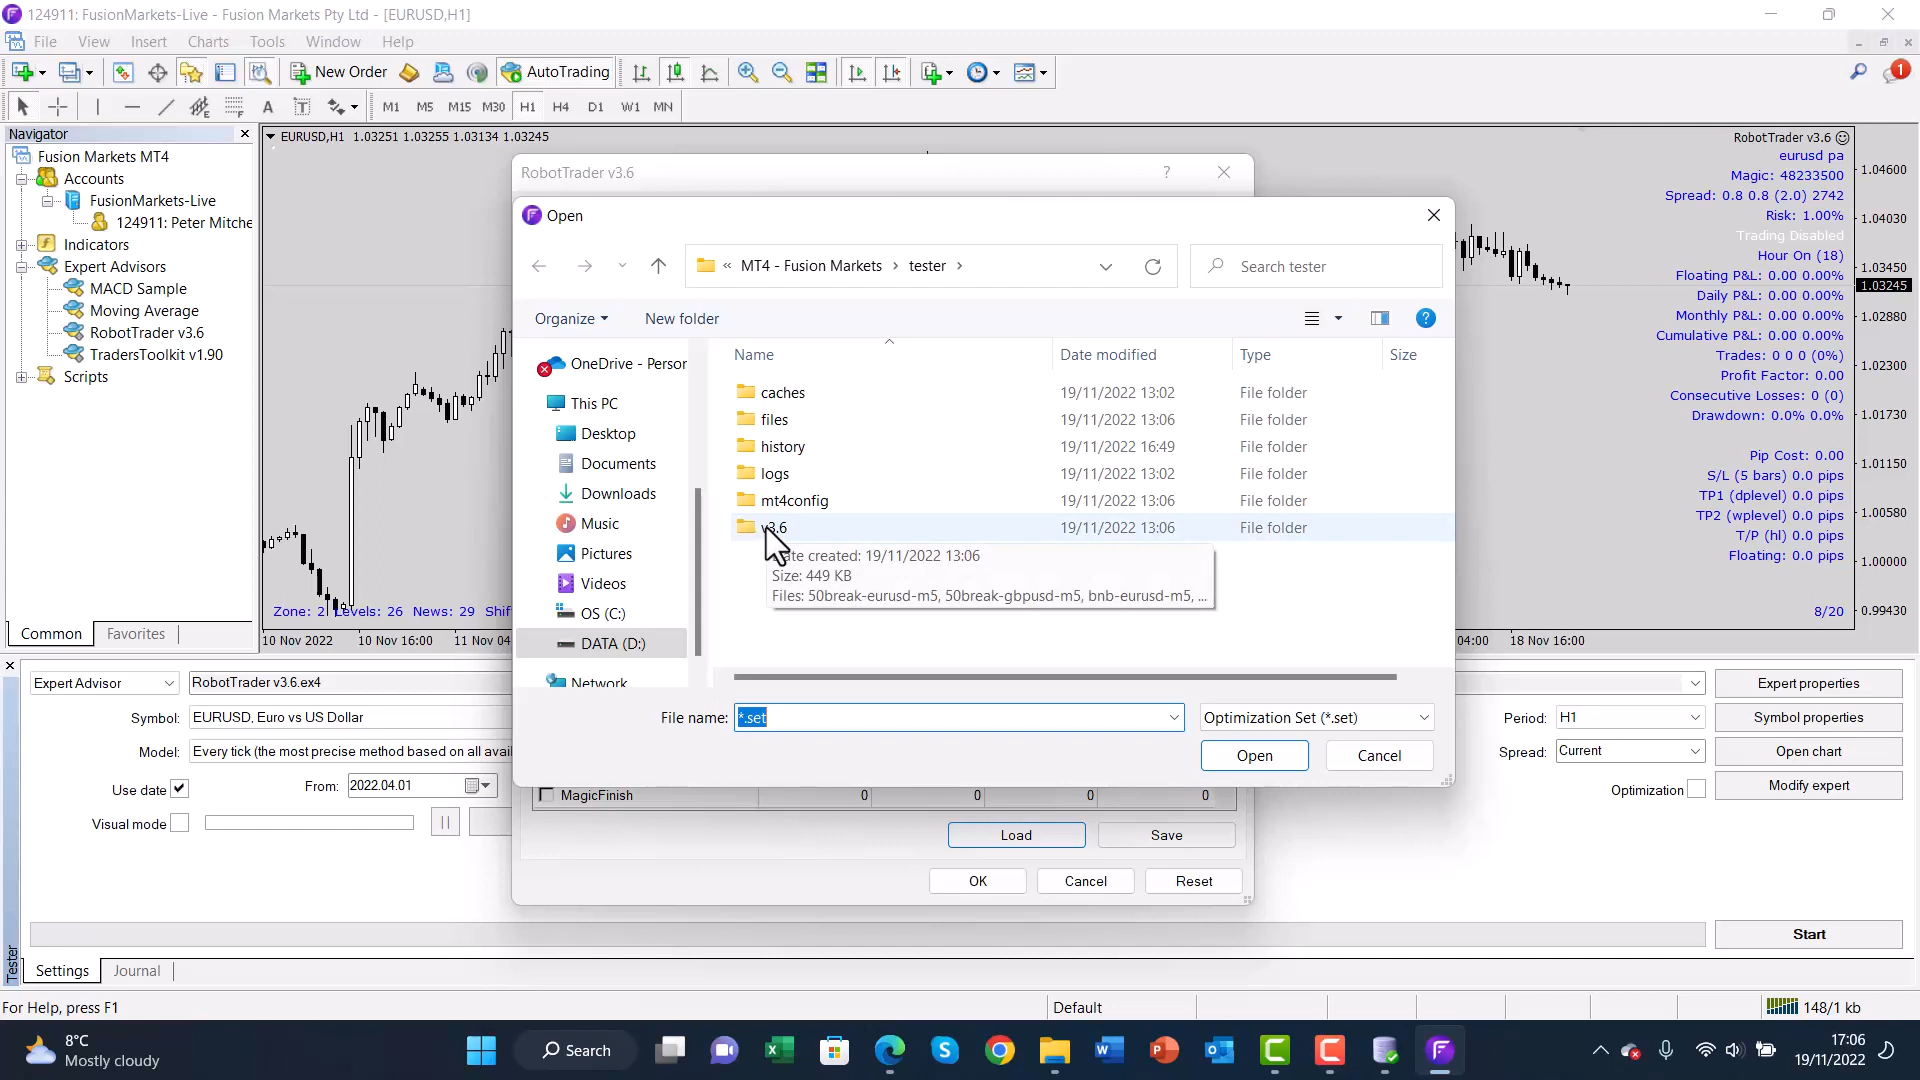 124911: FusionMarkets-Live - Fusion Markets Pty Ltd - [EURUSD,H1]
File View Insert Charts Tools Window Help
New Order AutoTrading 1
A T M1 M5 M15 M30 H1 H4 D1 W1 MN
Navigator
Fusion Markets MT4
Accounts
FusionMarkets-Live
124911: Peter Mitche
Indicators
Expert Advisors
MACD Sample
Moving Average
RobotTrader v3.6
TradersToolkit v1.90
Scripts
Common Favorites
EURUSD,H1 1.03251 1.03255 1.03134 1.03245
RobotTrader v3.6
eurusd pa
Magic: 48233500
Spread: 0.8 0.8 (2.0) 2742
Risk: 1.00%
Trading Disabled
Hour On (18)
Floating P&L: 0.00 0.00%
Daily P&L: 0.00 0.00%
Monthly P&L: 0.00 0.00%
Cumulative P&L: 0.00 0.00%
Trades: 0 0 0 (0%)
Profit Factor: 0.00
Consecutive Losses: 0 (0)
Drawdown: 0.0% 0.0%
Pip Cost: 0.00
S/L (5 bars) 0.0 pips
TP1 (dplevel) 0.0 pips
TP2 (wplevel) 0.0 pips
T/P (hl) 0.0 pips
Floating: 0.0 pips
8/20
1.04600
1.04030
1.03450
1.03245
1.02880
1.02300
1.01730
1.01150
1.00580
1.00000
0.99430
Zone: 2 Levels: 26 News: 29 Shif
10 Nov 2022 10 Nov 16:00 11 Nov 04 04:00 18 Nov 16:00
RobotTrader v3.6 ?
Open
« MT4 - Fusion Markets › tester ›
Search tester
Organize New folder
OneDrive - Persor
This PC
Desktop
Documents
Downloads
Music
Pictures
Videos
OS (C:)
DATA (D:)
Network
Name Date modified Type Size
caches 19/11/2022 13:02 File folder
files 19/11/2022 13:06 File folder
history 19/11/2022 16:49 File folder
logs 19/11/2022 13:02 File folder
mt4config 19/11/2022 13:06 File folder
v3.6 19/11/2022 13:06 File folder
ate created: 19/11/2022 13:06
Size: 449 KB
Files: 50break-eurusd-m5, 50break-gbpusd-m5, bnb-eurusd-m5, ...
File name: *.set Optimization Set (*.set)
Open Cancel
MagicFinish 0 0 0 0
Load Save
OK Cancel Reset
Expert Advisor RobotTrader v3.6.ex4
Symbol: EURUSD, Euro vs US Dollar
Model: Every tick (the most precise method based on all avai
Use date From: 2022.04.01
Visual mode
Expert properties
Period: H1 Symbol properties
Spread: Current Open chart
Optimization Modify expert
Start
Tester
Settings Journal
For Help, press F1 Default 148/1 kb
8°C
Mostly cloudy
Search
17:06
19/11/2022